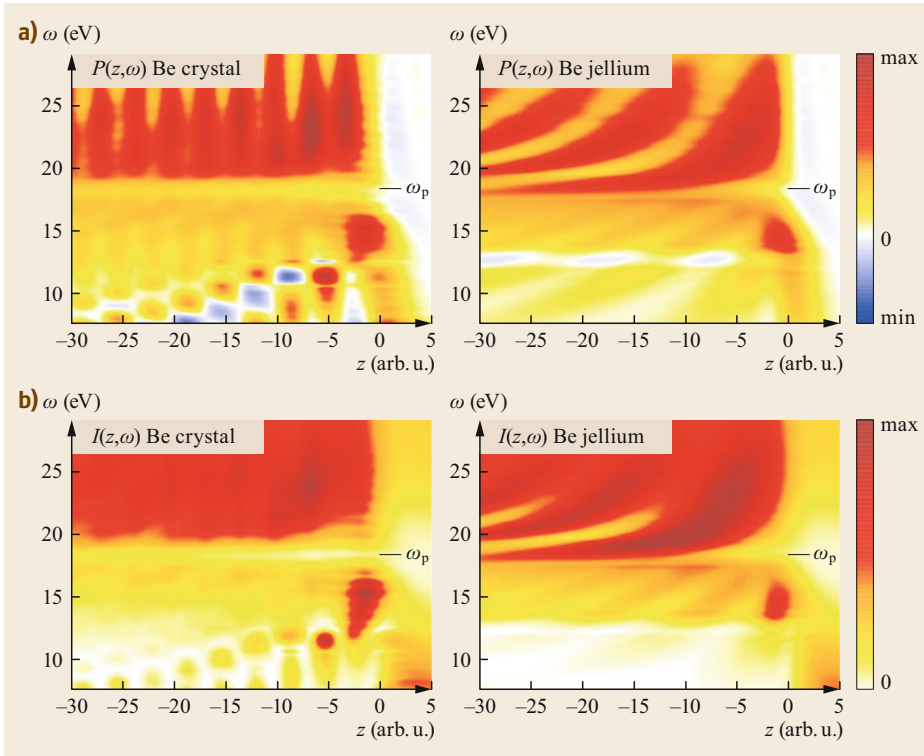 a) ω (eV) ω (eV)
P(z,ω) Be crystal P(z,ω) Be jellium max
25 25
20 20
ωp ωp
15 15 0
10 10
min
–30 –25 –20 –15 –10 –5 0 5 –30 –25 –20 –15 –10 –5 0 5
z (arb. u.) z (arb. u.)
b) ω (eV) ω (eV)
I(z,ω) Be crystal I(z,ω) Be jellium max
25 25
20 20
ωp ωp
15 15
10 10 0
–30 –25 –20 –15 –10 –5 0 5 –30 –25 –20 –15 –10 –5 0 5
z (arb. u.) z (arb. u.)